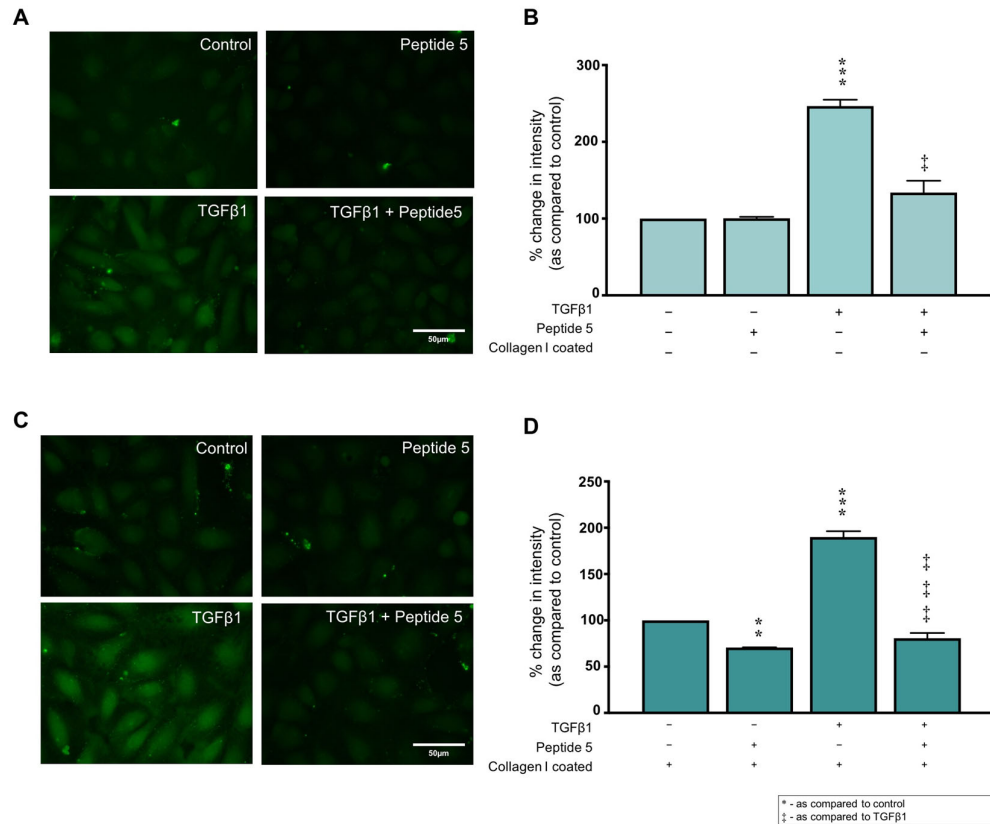 A
Control
Peptide 5
TGFβ1
TGFβ1 + Peptide5
50μm
B
% change in intensity
(as compared to control)
300
200
100
0
***
‡
TGFβ1 – – + +
Peptide 5 – + – +
Collagen I coated – – – –
C
Control
Peptide 5
TGFβ1
TGFβ1 + Peptide 5
50μm
D
% change in intensity
(as compared to control)
250
200
150
100
50
0
**
***
‡‡‡
TGFβ1 – – + +
Peptide 5 – + – +
Collagen I coated + + + +
* - as compared to control
‡ - as compared to TGFβ1